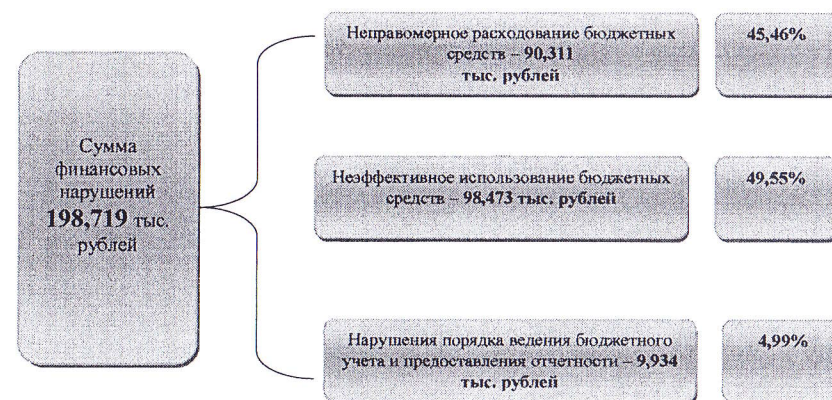 Сумма
финансовых
нарушений
198,719 тыс.
рублей
Неправомерное расходование бюджетных
средств – 90,311
тыс. рублей
45,46%
Неэффективное использование бюджетных
средств – 98,473 тыс. рублей
49,55%
Нарушения порядка ведения бюджетного
учета и предоставления отчетности – 9,934
тыс. рублей
4,99%